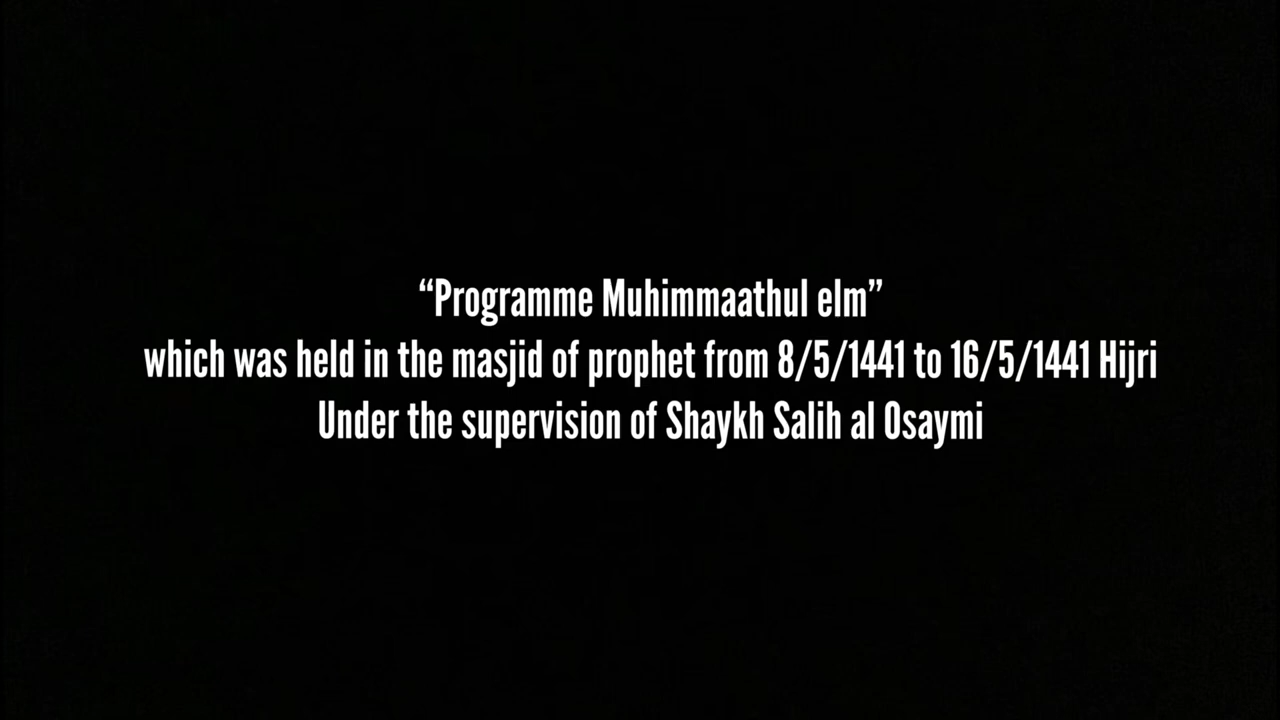 “Programme Muhimmaathul elm”
which was held in the masjid of prophet from 8/5/1441 to 16/5/1441 Hijri
Under the supervision of Shaykh Salih al Osaymi